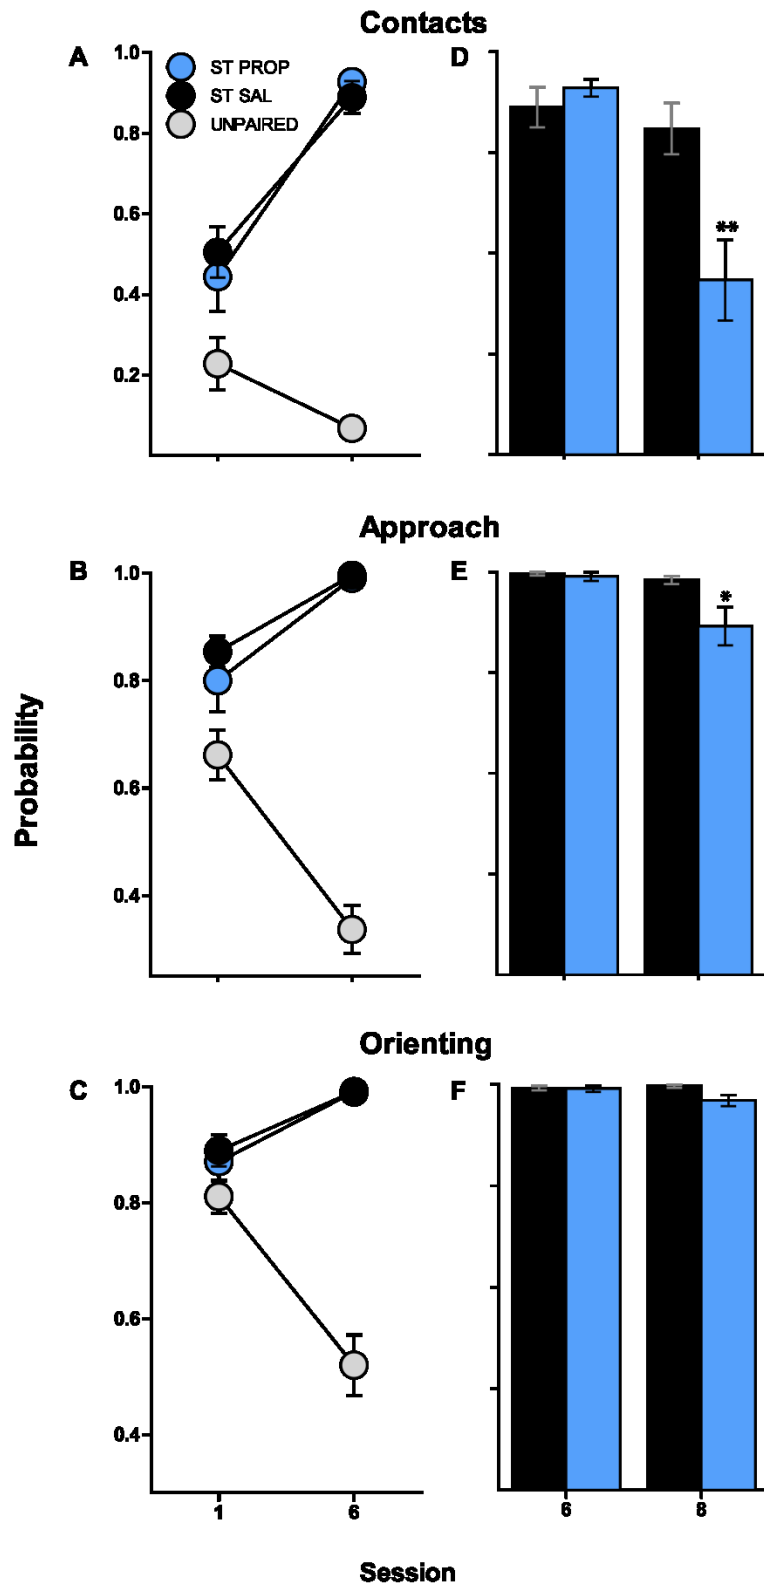 Contacts
A
1.0
0.8
0.6
0.4
0.2
ST PROP
ST SAL
UNPAIRED
D
**
Approach
B
1.0
0.8
0.6
0.4
E
*
Probability
Orienting
C
1.0
0.8
0.6
0.4
1 6
F
6 8
Session